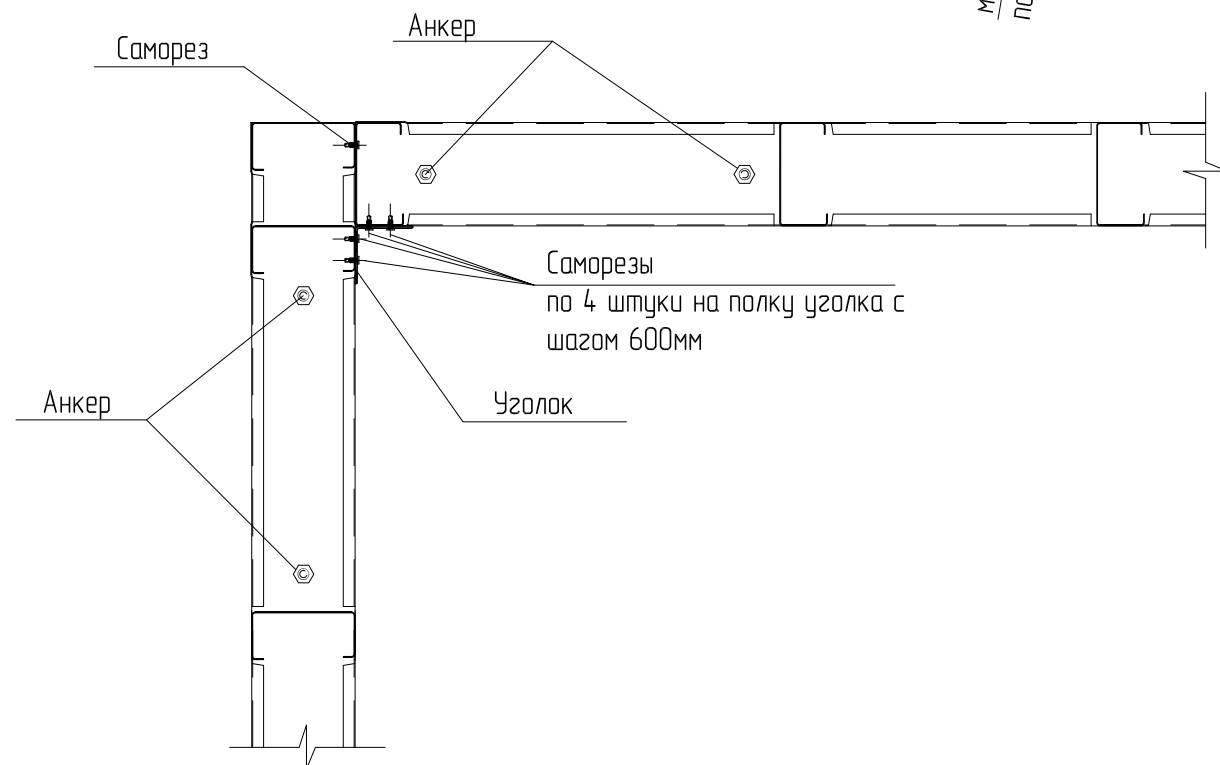 Анкер
Саморез
Саморезы
по 4 штуки на полку уголка с
шагом 600мм
Анкер
Уголок